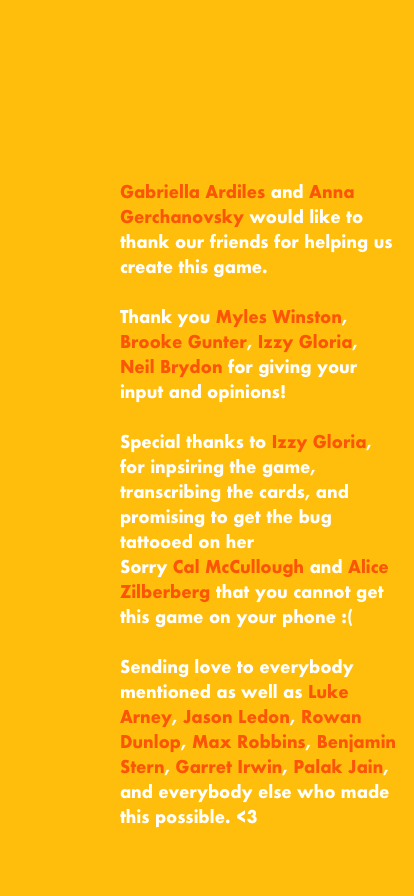 Gabriella Ardiles and Anna
Gerchanovsky would like to
thank our friends for helping us
create this game.
Thank you Myles Winston,
Brooke Gunter, Izzy Gloria,
Neil Brydon for giving your
input and opinions!
Special thanks to Izzy Gloria,
for inpsiring the game,
transcribing the cards, and
promising to get the bug
tattooed on her
Sorry Cal McCullough and Alice
Zilberberg that you cannot get
this game on your phone :(
Sending love to everybody
mentioned as well as Luke
Arney, Jason Ledon, Rowan
Dunlop, Max Robbins, Benjamin
Stern, Garret Irwin, Palak Jain,
and everybody else who made
this possible. <3